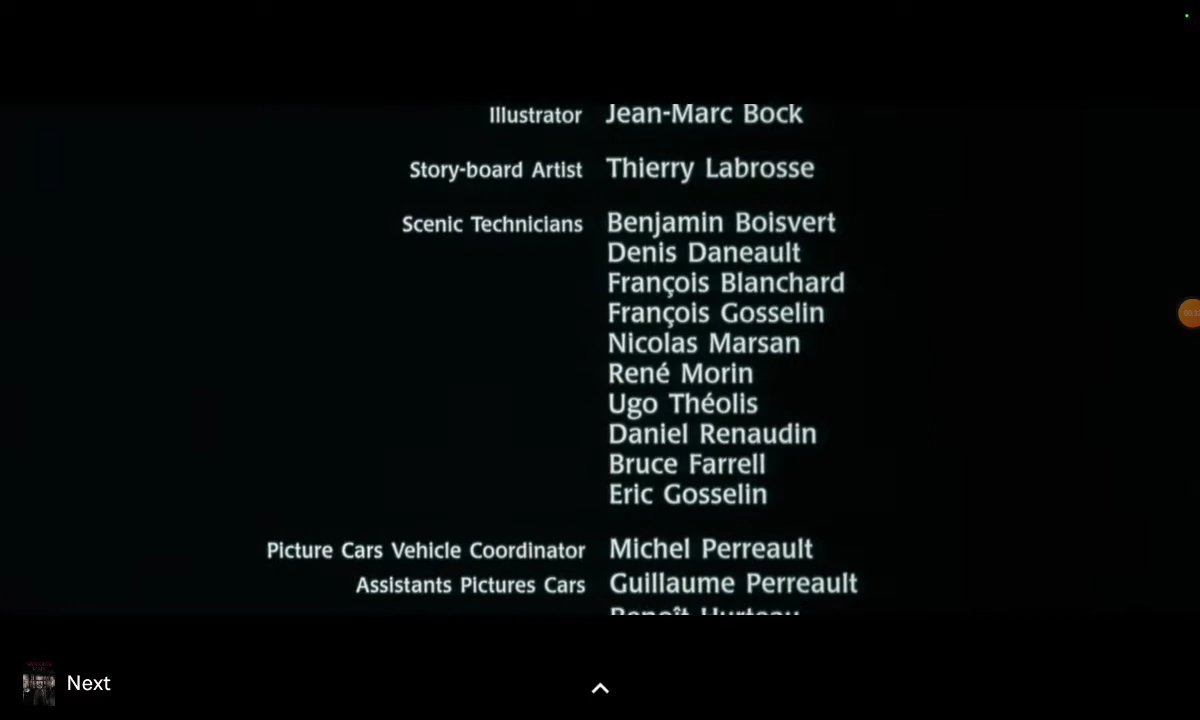 Illustrator Jean-Marc Bock
Story-board Artist Thierry Labrosse
Scenic Technicians Benjamin Boisvert
Denis Daneault
François Blanchard
François Gosselin
Nicolas Marsan
René Morin
Ugo Théolis
Daniel Renaudin
Bruce Farrell
Eric Gosselin
Picture Cars Vehicle Coordinator Michel Perreault
Assistants Pictures Cars Guillaume Perreault
Benoît Hurteau
Next